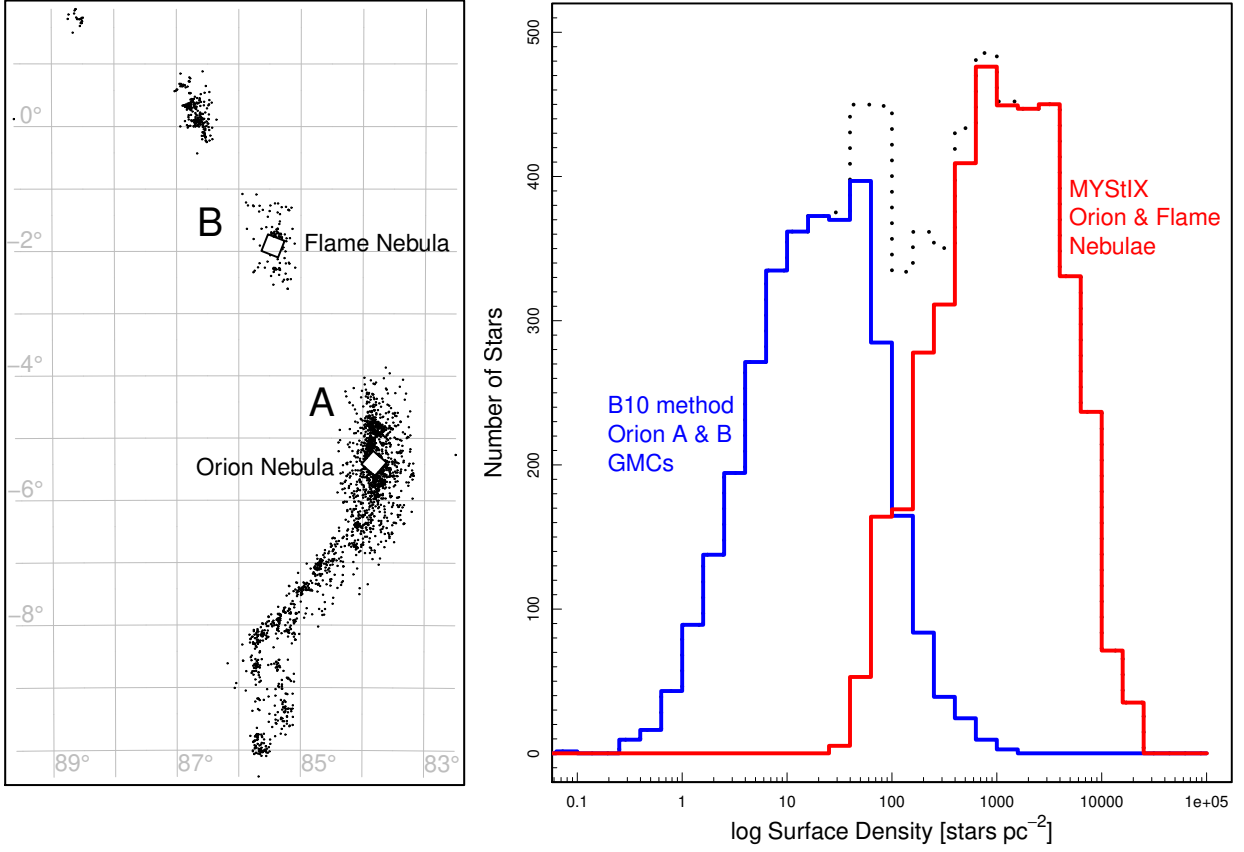 0°
−2°
−4°
−6°
−8°
89°
87°
85°
83°
B
Flame Nebula
A
Orion Nebula
Number of Stars
0
100
200
300
400
500
B10 method
Orion A & B
GMCs
MYStIX
Orion & Flame
Nebulae
0.1
1
10
100
1000
10000
1e+05
log Surface Density [stars pc⁻²]